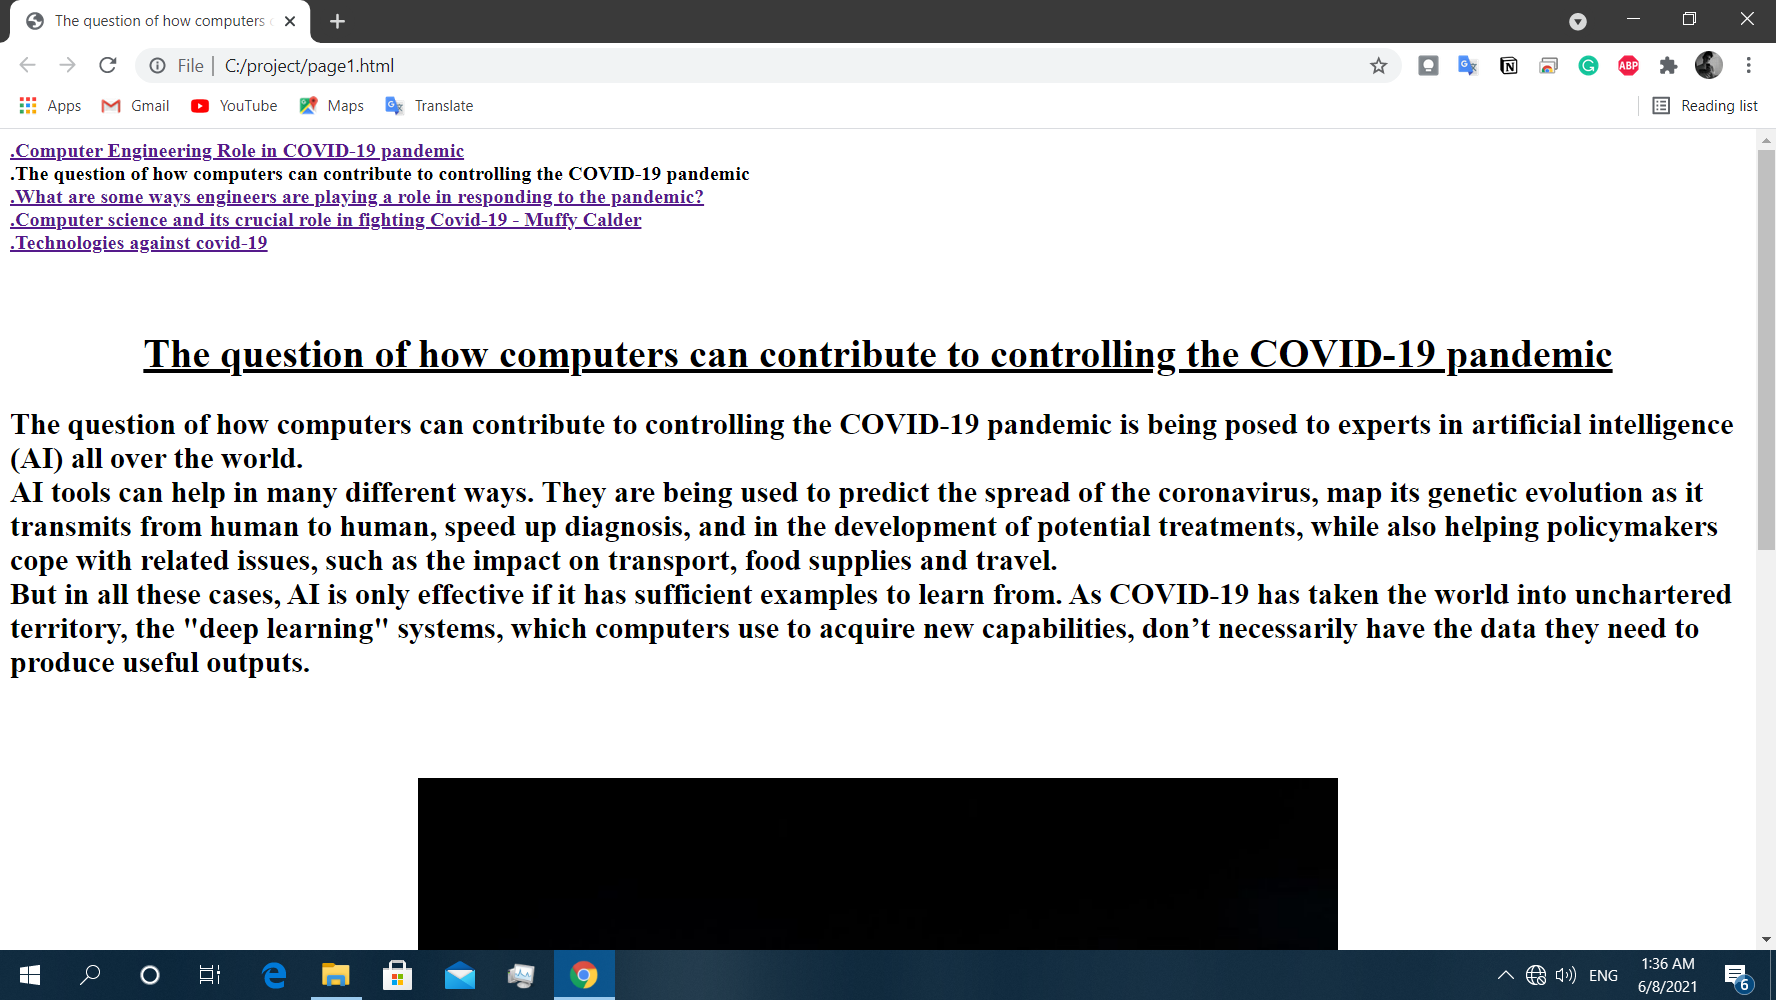 The question of how computers
File | C:/project/page1.html
ABP
Apps Gmail YouTube Maps Translate Reading list
.Computer Engineering Role in COVID-19 pandemic
.The question of how computers can contribute to controlling the COVID-19 pandemic
.What are some ways engineers are playing a role in responding to the pandemic?
.Computer science and its crucial role in fighting Covid-19 - Muffy Calder
.Technologies against covid-19
The question of how computers can contribute to controlling the COVID-19 pandemic
The question of how computers can contribute to controlling the COVID-19 pandemic is being posed to experts in artificial intelligence
(AI) all over the world.
AI tools can help in many different ways. They are being used to predict the spread of the coronavirus, map its genetic evolution as it
transmits from human to human, speed up diagnosis, and in the development of potential treatments, while also helping policymakers
cope with related issues, such as the impact on transport, food supplies and travel.
But in all these cases, AI is only effective if it has sufficient examples to learn from. As COVID-19 has taken the world into unchartered
territory, the "deep learning" systems, which computers use to acquire new capabilities, don’t necessarily have the data they need to
produce useful outputs.
ENG
1:36 AM
6/8/2021
6